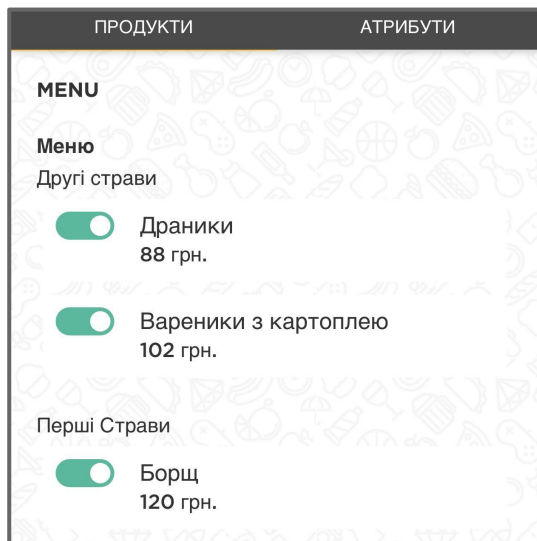 ПРОДУКТИ АТРИБУТИ
MENU
Меню
Другі страви
Драники
88 грн.
Вареники з картоплею
102 грн.
Перші Страви
Борщ
120 грн.